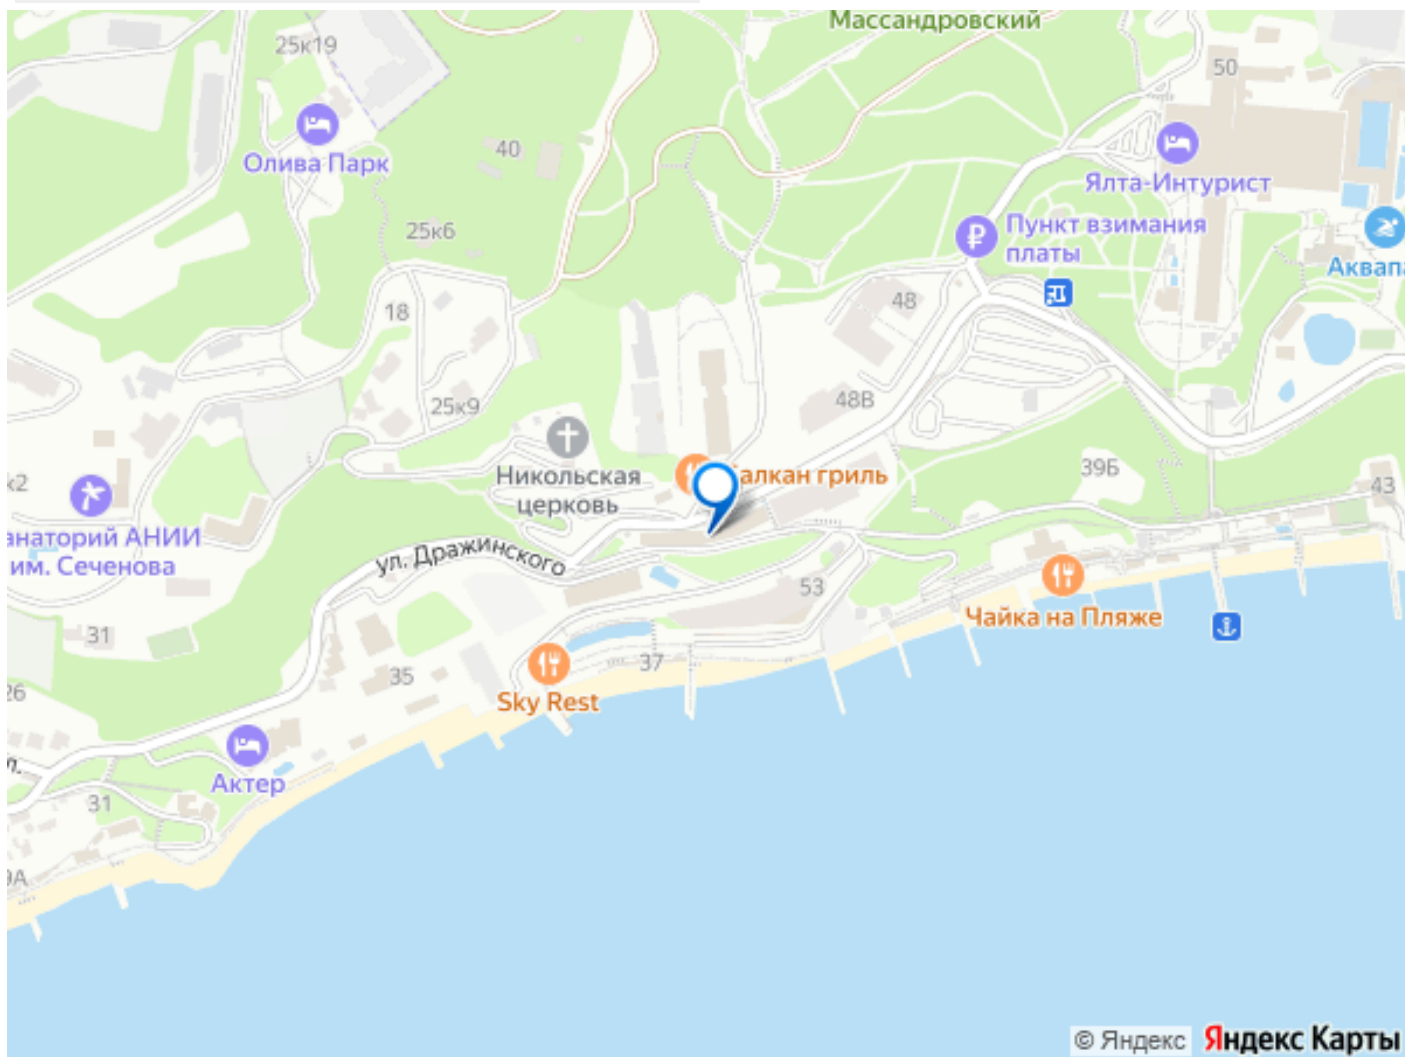 Массандровский
25к19
50
40
Олива Парк
Ялта-Интурист
Пункт взимания
платы
25к6
Аквапа
48
18
48В
25к9
Никольская
церковь
алкан гриль
39Б
43
к2
анаторий АНИИ
им. Сеченова
ул. Дражинского
53
Чайка на Пляже
31
35
37
26
Sky Rest
л.
Актер
31
9А
© Яндекс
Яндекс Карты